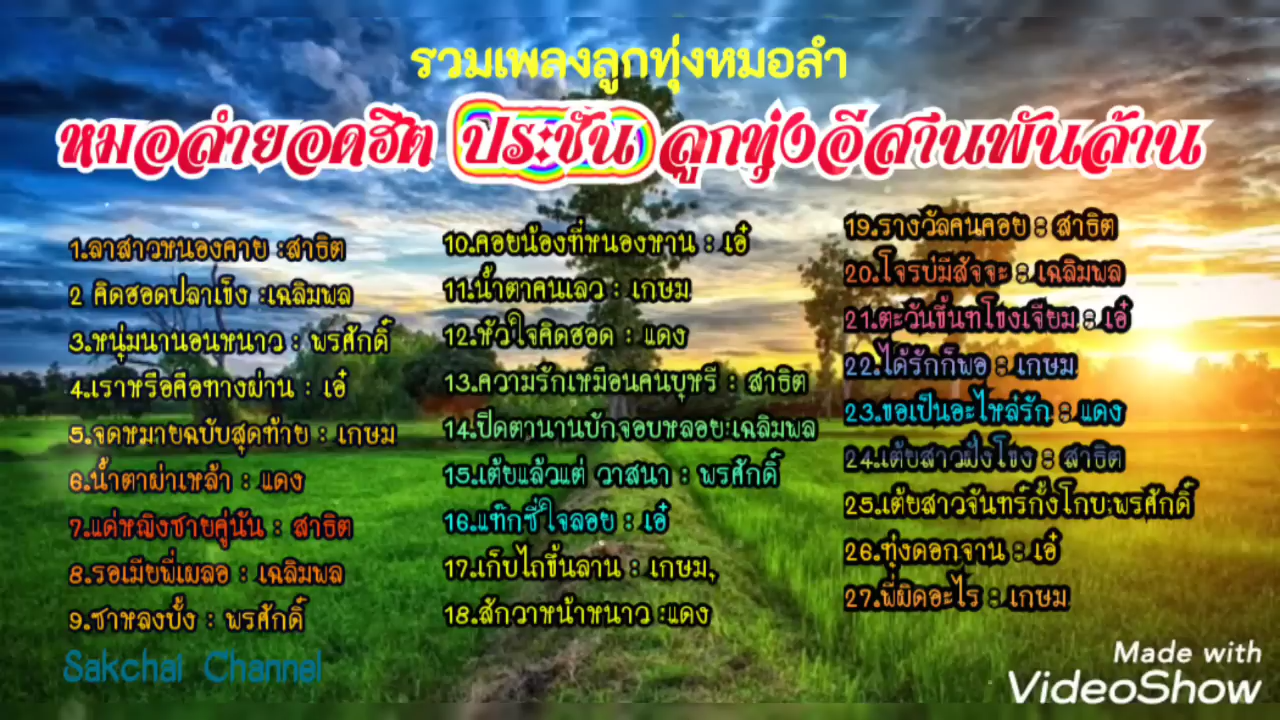 รวมเพลงลูกทุ่งหมอลำ
หมอลำยอดฮิต ประชัน ลูกทุ่งอีสานพันล้าน
1.ลาสาวหนองคาย :สาธิต
2 คิดฮอดปลาเข็ง :เฉลิมพล
3.หนุ่มนานอนหนาว : พรศักดิ์
4.เราหรือคือทางผ่าน : เอ๋
5.จดหมายฉบับสุดท้าย : เกษม
6.น้ำตาผ่าเหล้า : แดง
7.แด่หญิงชายคู่นั้น : สาธิต
8.รอเมียพี่เผลอ : เฉลิมพล
9.ซาหลงบั้ง : พรศักดิ์
10.คอยน้องที่หนองหาน : เอ๋
11.น้ำตาคนเลว : เกษม
12.หัวใจคิดฮอด : แดง
13.ความรักเหมือนคนบุหรี่ : สาธิต
14.ปิดตานานบักจอบหลอย:เฉลิมพล
15.เต้ยแล้วแต่ วาสนา : พรศักดิ์
16.แท๊กซี่ใจลอย : เอ๋
17.เก็บไถขึ้นลาน : เกษม,
18.สักวาหน้าหนาว :แดง
19.รางวัลคนคอย : สาธิต
20.โจรบ่มีสัจจะ : เฉลิมพล
21.ตะวันขึ้นทโขงเจียม : เอ๋
22.ได้รักก็พอ : เกษม
23.ขอเป็นอะไหล่รัก : แดง
24.เต้ยสาวฝั่งโขง : สาธิต
25.เต้ยสาวจันทร์กั้งโกบ:พรศักดิ์
26.ทุ่งดอกจาน : เอ๋
27.พี่ผิดอะไร : เกษม
Sakchai Channel
Made with
VideoShow